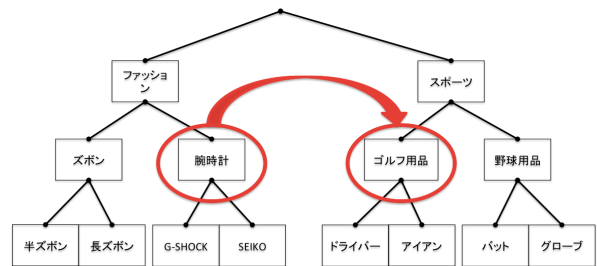 ファッショ
ン
スポーツ
ズボン
腕時計
ゴルフ用品
野球用品
半ズボン
長ズボン
G-SHOCK
SEIKO
ドライバー
アイアン
バット
グローブ